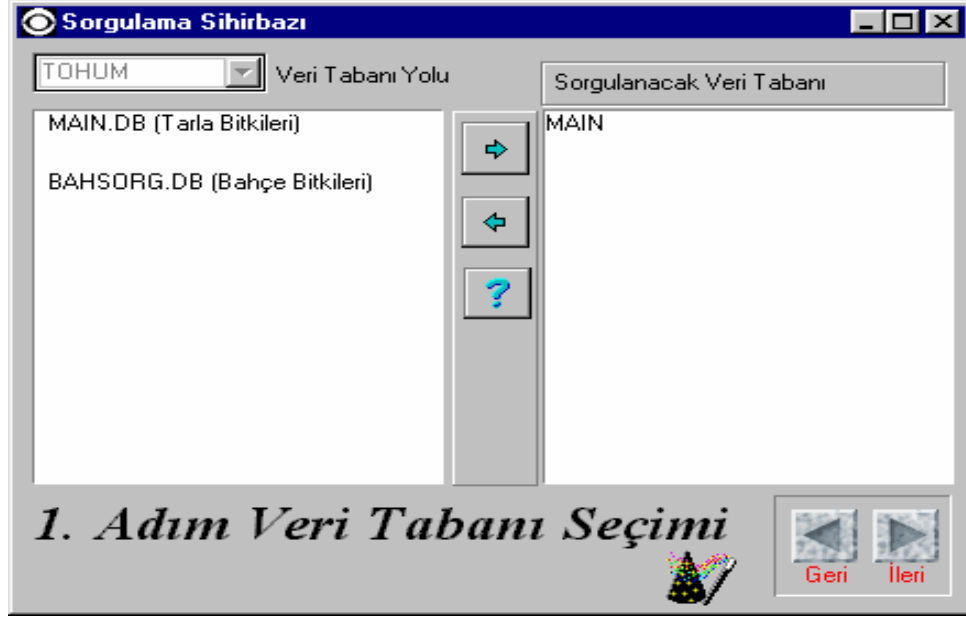 Sorgulama Sihirbazı
TOHUM
Veri Tabanı Yolu
Sorgulanacak Veri Tabanı
MAIN.DB (Tarla Bitkileri)
BAHSORG.DB (Bahçe Bitkileri)
MAIN
?
1. Adım Veri Tabanı Seçimi
Geri İleri